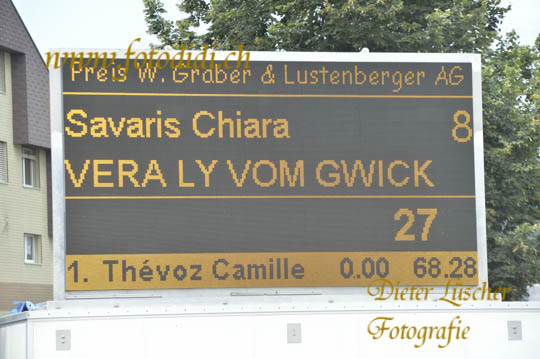 www.fotodidi.ch
Preis W. Graber & Lustenberger AG
Savaris Chiara 8
VERA LY VOM GWICK
27
1. Thévoz Camille 0.00 68.28
Dieter Lüscher
Fotografie